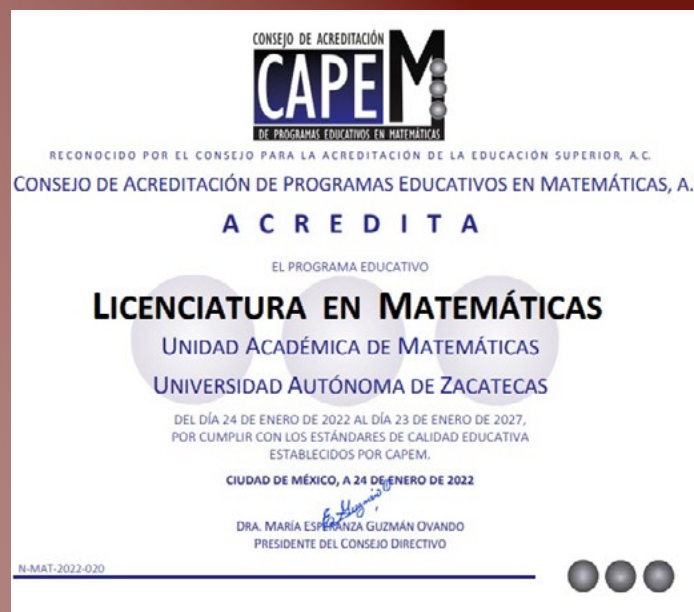 CONSEJO DE ACREDITACIÓN
CAPEM
DE PROGRAMAS EDUCATIVOS EN MATEMÁTICAS
RECONOCIDO POR EL CONSEJO PARA LA ACREDITACIÓN DE LA EDUCACIÓN SUPERIOR, A.C.
CONSEJO DE ACREDITACIÓN DE PROGRAMAS EDUCATIVOS EN MATEMÁTICAS, A.
ACREDITA
EL PROGRAMA EDUCATIVO
LICENCIATURA EN MATEMÁTICAS
UNIDAD ACADÉMICA DE MATEMÁTICAS
UNIVERSIDAD AUTÓNOMA DE ZACATECAS
DEL DÍA 24 DE ENERO DE 2022 AL DÍA 23 DE ENERO DE 2027,
POR CUMPLIR CON LOS ESTÁNDARES DE CALIDAD EDUCATIVA
ESTABLECIDOS POR CAPEM.
CIUDAD DE MÉXICO, A 24 DE ENERO DE 2022
DRA. MARÍA ESPERANZA GUZMÁN OVANDO
PRESIDENTE DEL CONSEJO DIRECTIVO
N-MAT-2022-020